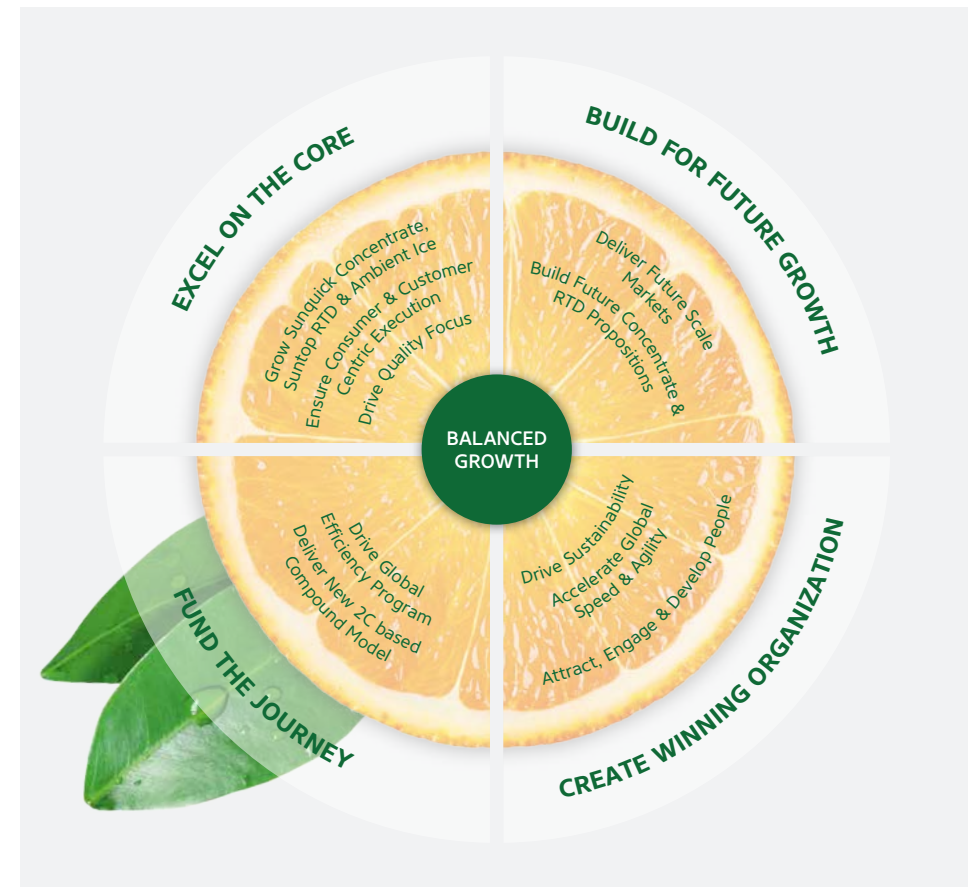 EXCEL ON THE CORE
Grow Sunquick Concentrate,
Suntop RTD & Ambient Ice
Ensure Consumer & Customer
Centric Execution
Drive Quality Focus
BUILD FOR FUTURE GROWTH
Deliver Future Scale
Markets
Build Future Concentrate &
RTD Propositions
BALANCED
GROWTH
FUND THE JOURNEY
Drive Global
Efficiency Program
Deliver New 2C based
Compound Model
CREATE WINNING ORGANIZATION
Drive Sustainability
Accelerate Global
Speed & Agility
Attract, Engage & Develop People